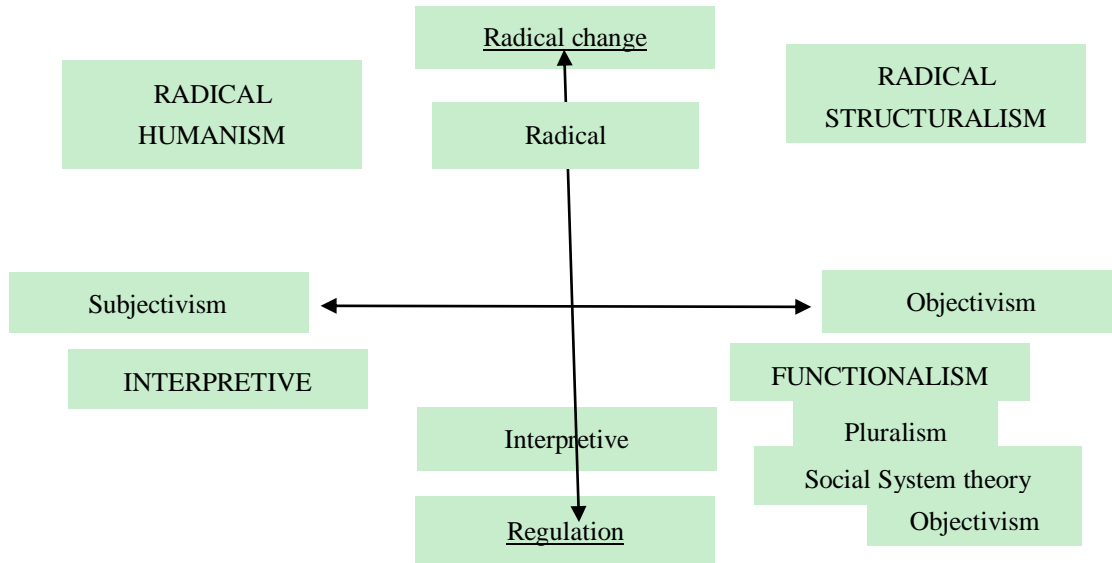 Radical change
RADICAL
HUMANISM
Radical
RADICAL
STRUCTURALISM
Subjectivism
Objectivism
INTERPRETIVE
FUNCTIONALISM
Interpretive
Pluralism
Social System theory
Objectivism
Regulation